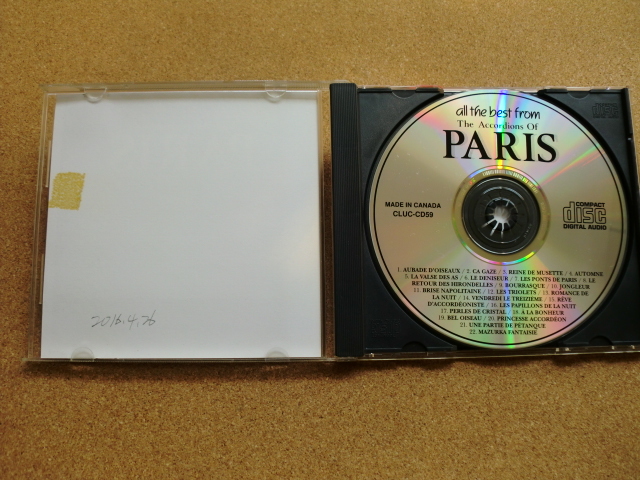 2016.4.26
all the best from
The Accordions Of
PARIS
MADE IN CANADA
CLUC-CD59
COMPACT
disc
DIGITAL AUDIO
1. AUBADE D'OISEAUX / 2. CA GAZE / 3. REINE DE MUSETTE / 4. AUTOMNE
5. LA VALSE DES AS / 6. LE DENISEUR / 7. LES PONTS DE PARIS / 8. LE
RETOUR DES HIRONDELLES / 9. BOURRASQUE / 10. JONGLEUR
11. BRISE NAPOLITAINE / 12. LES TRIOLETS / 13. ROMANCE DE
LA NUIT / 14. VENDREDI LE TREIZIEME / 15. RÊVE
D'ACCORDEONISTE / 16. LES PAPILLONS DE LA NUIT
17. PERLES DE CRISTAL / 18. A LA BONHEUR
19. BEL OISEAU / 20. PRINCESSE ACCORDÉON
21. UNE PARTIE DE PETANQUE
22. MAZURKA FANTAISIE